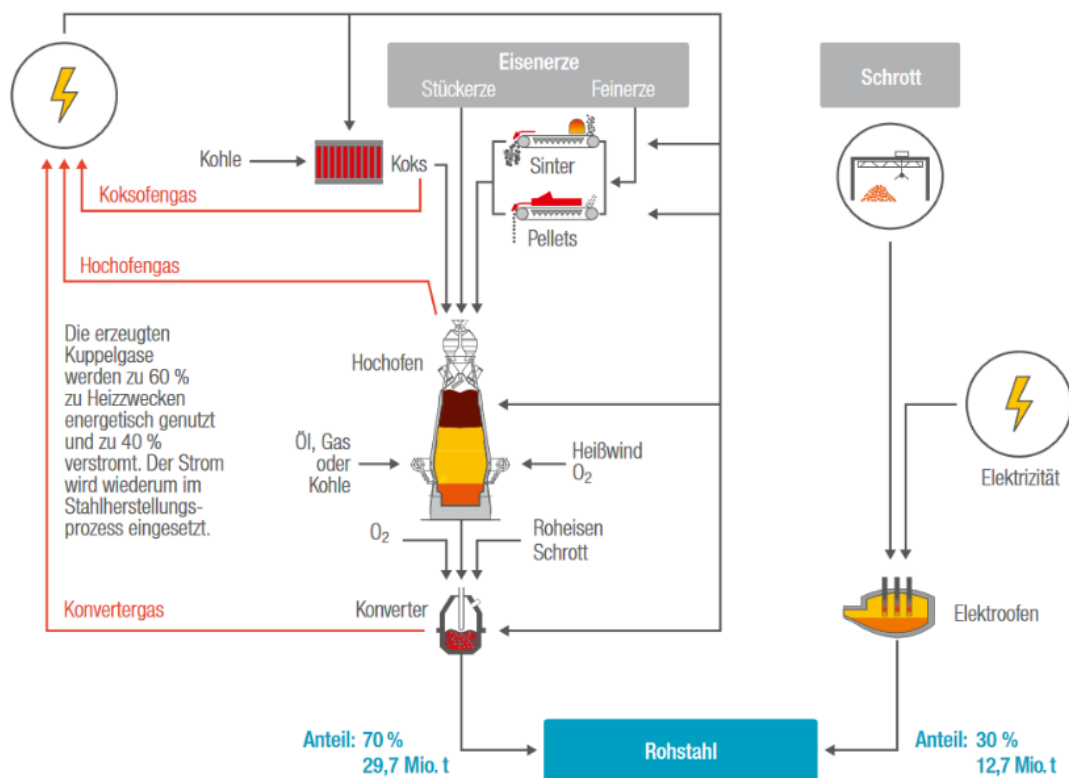 Eisenerze
Stückerze Feinerze
Schrott
Kohle
Koks
Sinter
Koksofengas
Pellets
Hochofengas
Die erzeugten
Kuppelgase
werden zu 60 %
zu Heizzwecken
energetisch genutzt
und zu 40 %
verstromt. Der Strom
wird wiederum im
Stahlherstellungs-
prozess eingesetzt.
Hochofen
Öl, Gas
oder
Kohle
Heißwind
O2
Elektrizität
O2
Roheisen
Schrott
Konvertergas
Konverter
Elektroofen
Anteil: 70 %
29,7 Mio. t
Rohstahl
Anteil: 30 %
12,7 Mio. t